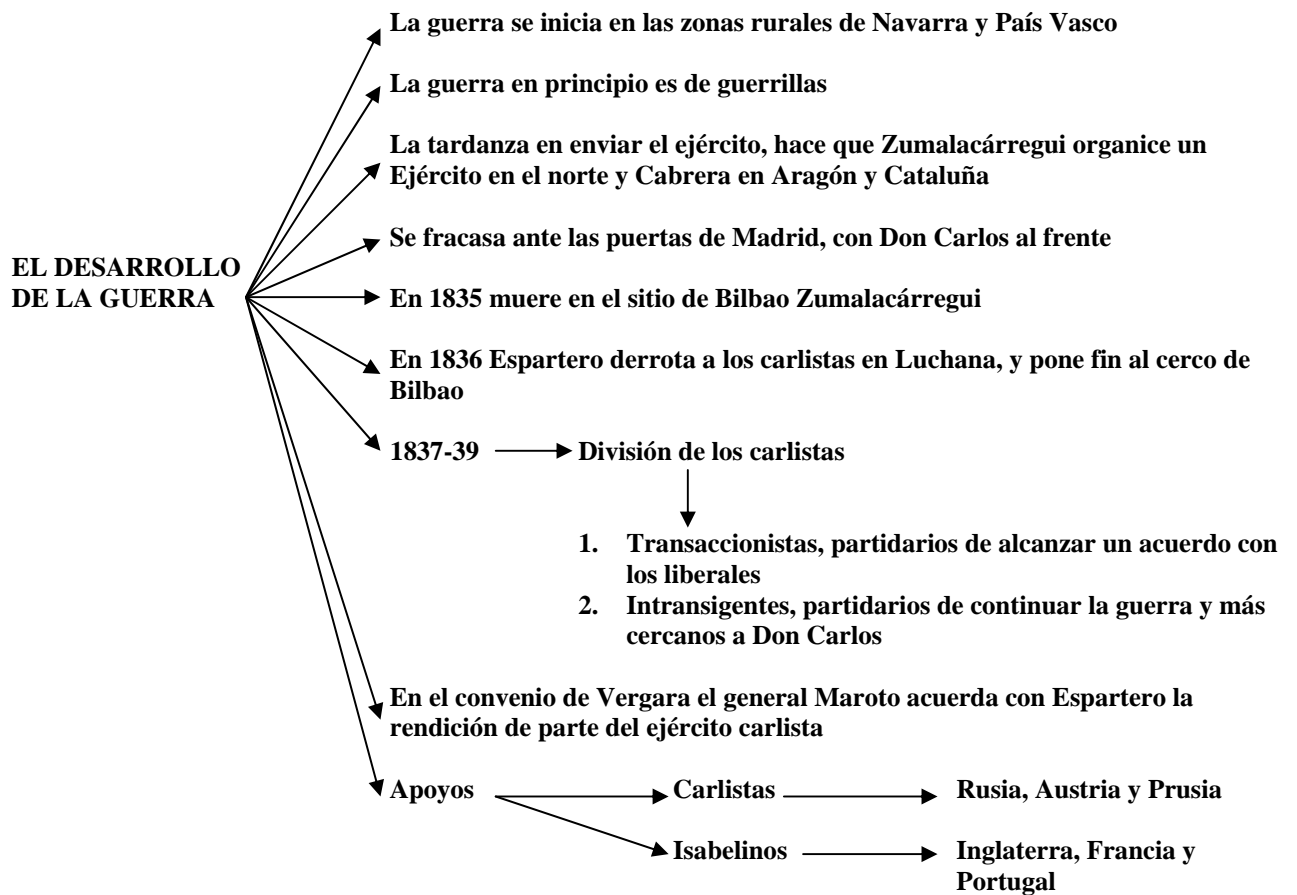 La guerra se inicia en las zonas rurales de Navarra y País Vasco
La guerra en principio es de guerrillas
La tardanza en enviar el ejército, hace que Zumalacárregui organice un
Ejército en el norte y Cabrera en Aragón y Cataluña
Se fracasa ante las puertas de Madrid, con Don Carlos al frente
EL DESARROLLO
DE LA GUERRA
En 1835 muere en el sitio de Bilbao Zumalacárregui
En 1836 Espartero derrota a los carlistas en Luchana, y pone fin al cerco de
Bilbao
1837-39 División de los carlistas
1. Transaccionistas, partidarios de alcanzar un acuerdo con
los liberales
2. Intransigentes, partidarios de continuar la guerra y más
cercanos a Don Carlos
En el convenio de Vergara el general Maroto acuerda con Espartero la
rendición de parte del ejército carlista
Apoyos Carlistas Rusia, Austria y Prusia
Isabelinos Inglaterra, Francia y
Portugal